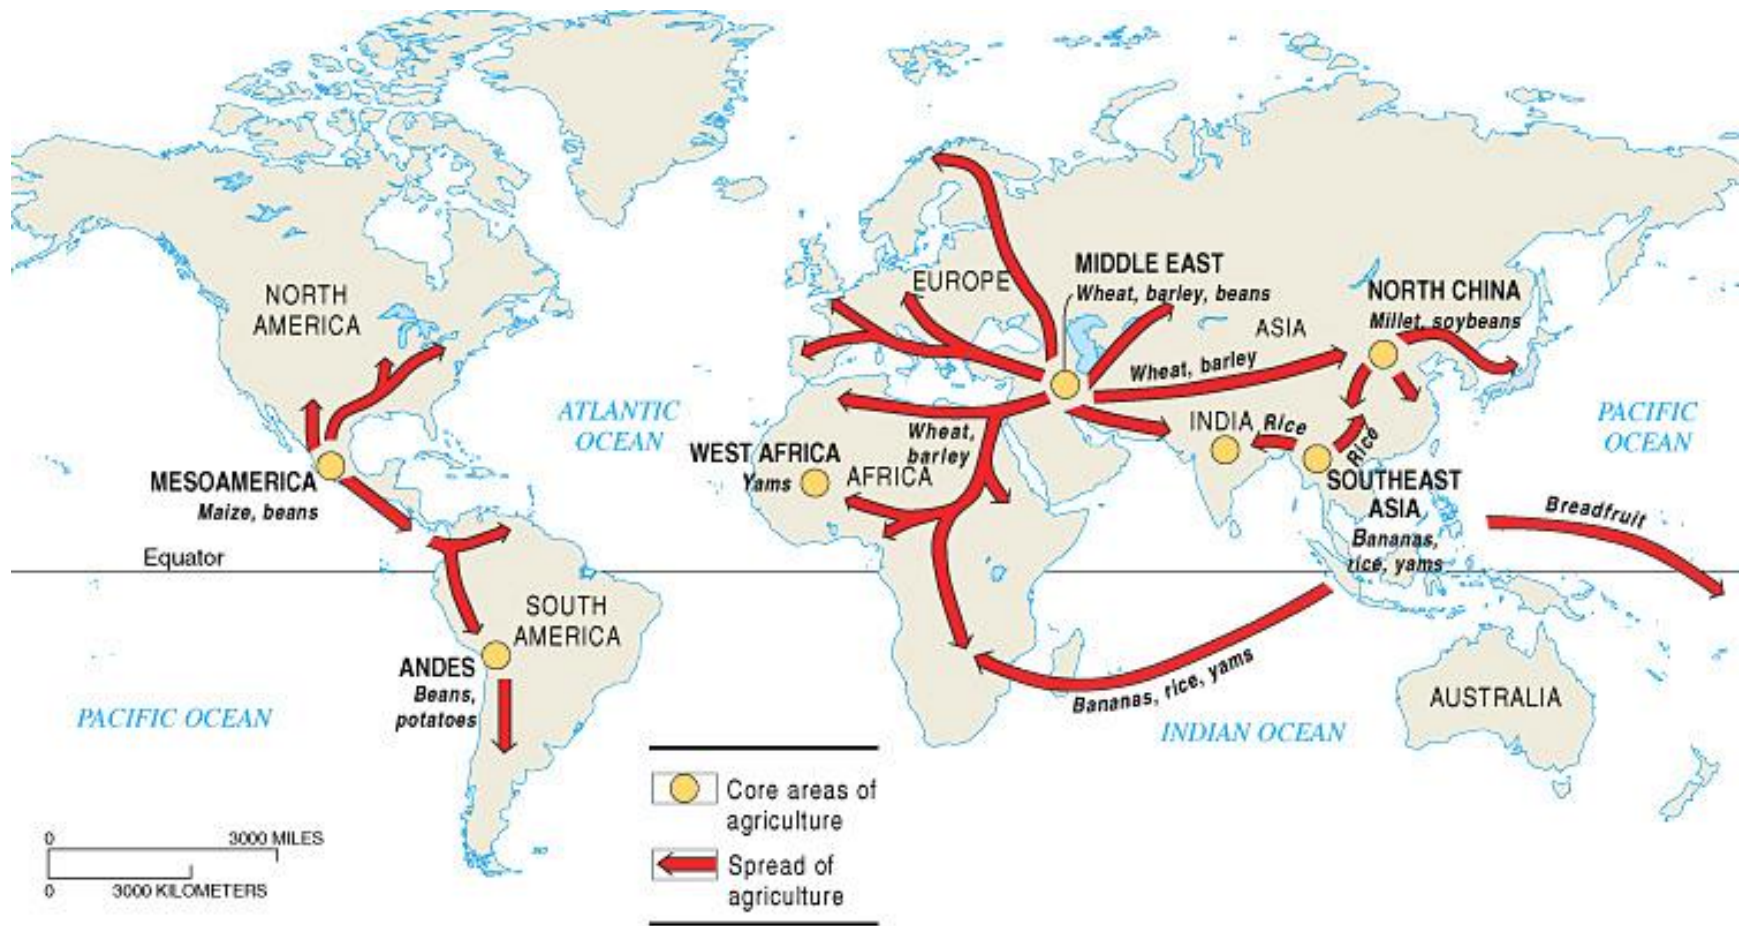 NORTH
AMERICA
MESOAMERICA
Maize, beans
Equator
SOUTH
AMERICA
ANDES
Beans,
potatoes
PACIFIC OCEAN
ATLANTIC
OCEAN
EUROPE
MIDDLE EAST
Wheat, barley, beans
ASIA
NORTH CHINA
Millet, soybeans
Wheat, barley
INDIA
Rice
Rice
PACIFIC
OCEAN
WEST AFRICA
Yams
AFRICA
Wheat,
barley
SOUTHEAST
ASIA
Bananas,
rice, yams
Breadfruit
Bananas, rice, yams
INDIAN OCEAN
AUSTRALIA
Core areas of
agriculture
Spread of
agriculture
0 3000 MILES
0 3000 KILOMETERS